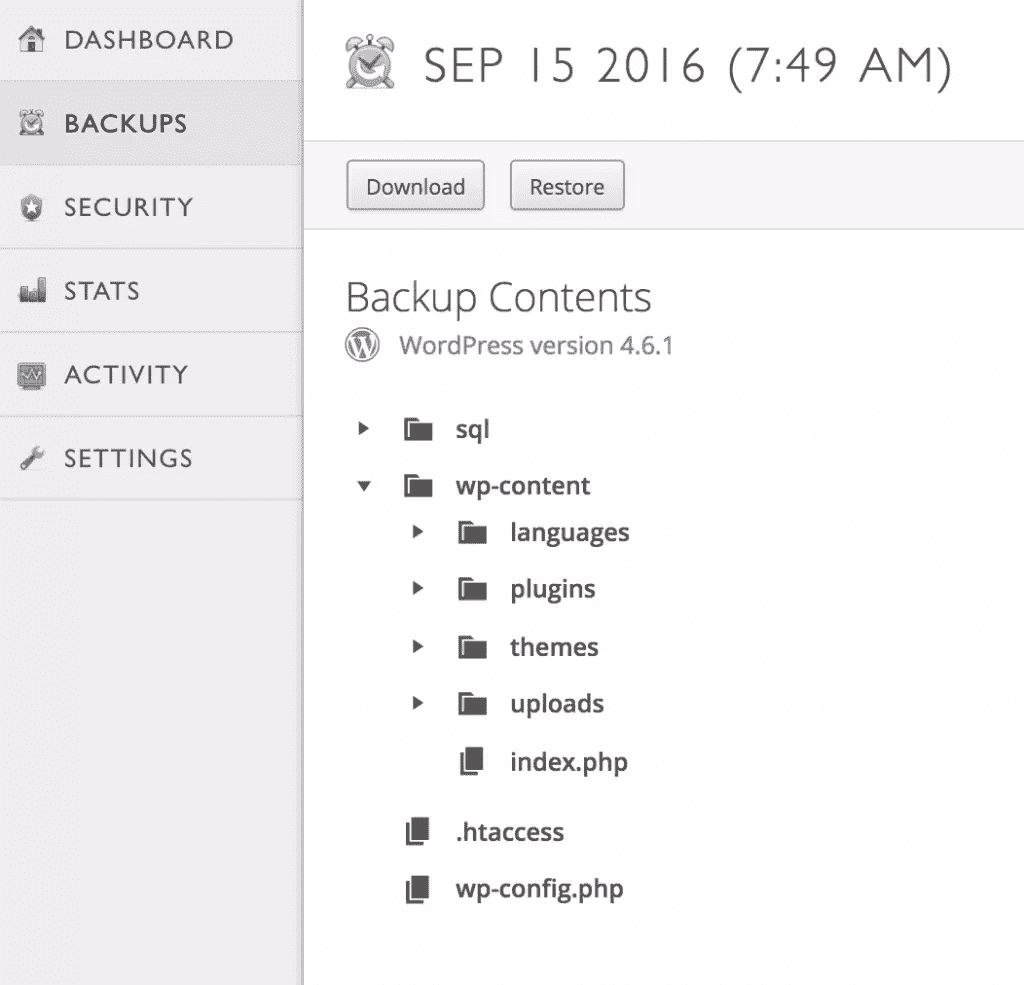 DASHBOARD
BACKUPS
SECURITY
STATS
ACTIVITY
SETTINGS
SEP 15 2016 (7:49 AM)
Download Restore
Backup Contents
WordPress version 4.6.1
sql
wp-content
languages
plugins
themes
uploads
index.php
.htaccess
wp-config.php